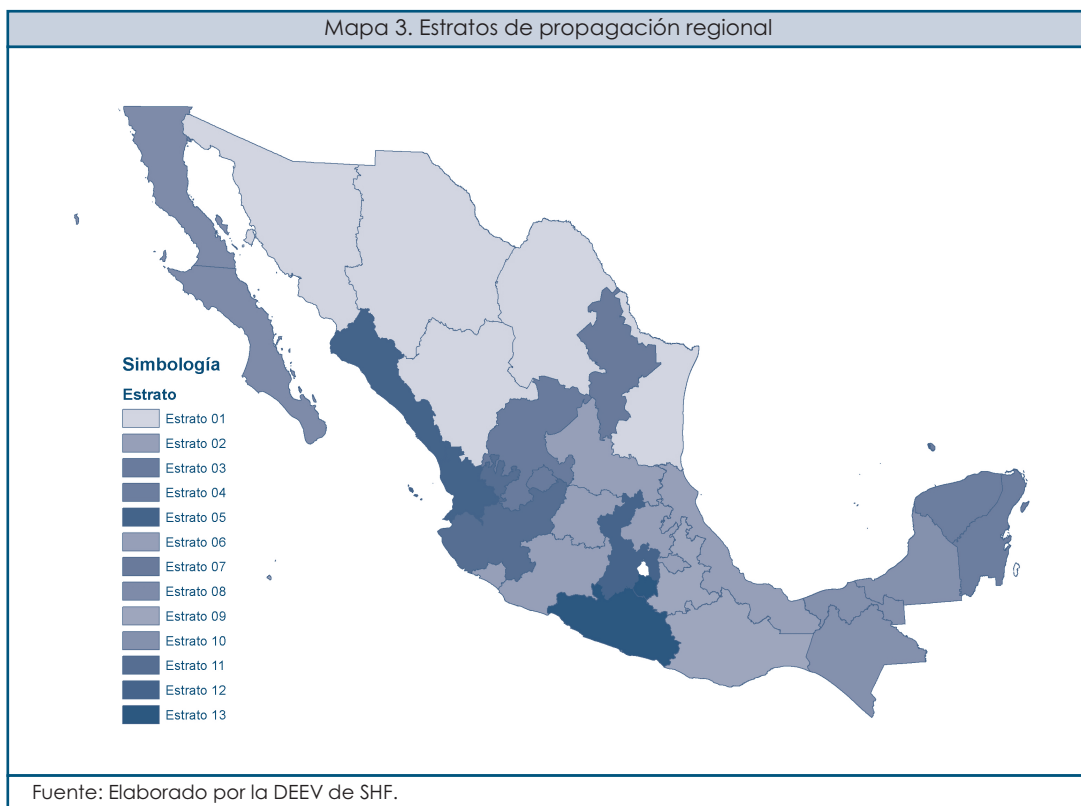 Mapa 3. Estratos de propagación regional
Simbología
Estrato
Estrato 01
Estrato 02
Estrato 03
Estrato 04
Estrato 05
Estrato 06
Estrato 07
Estrato 08
Estrato 09
Estrato 10
Estrato 11
Estrato 12
Estrato 13
Fuente: Elaborado por la DEEV de SHF.